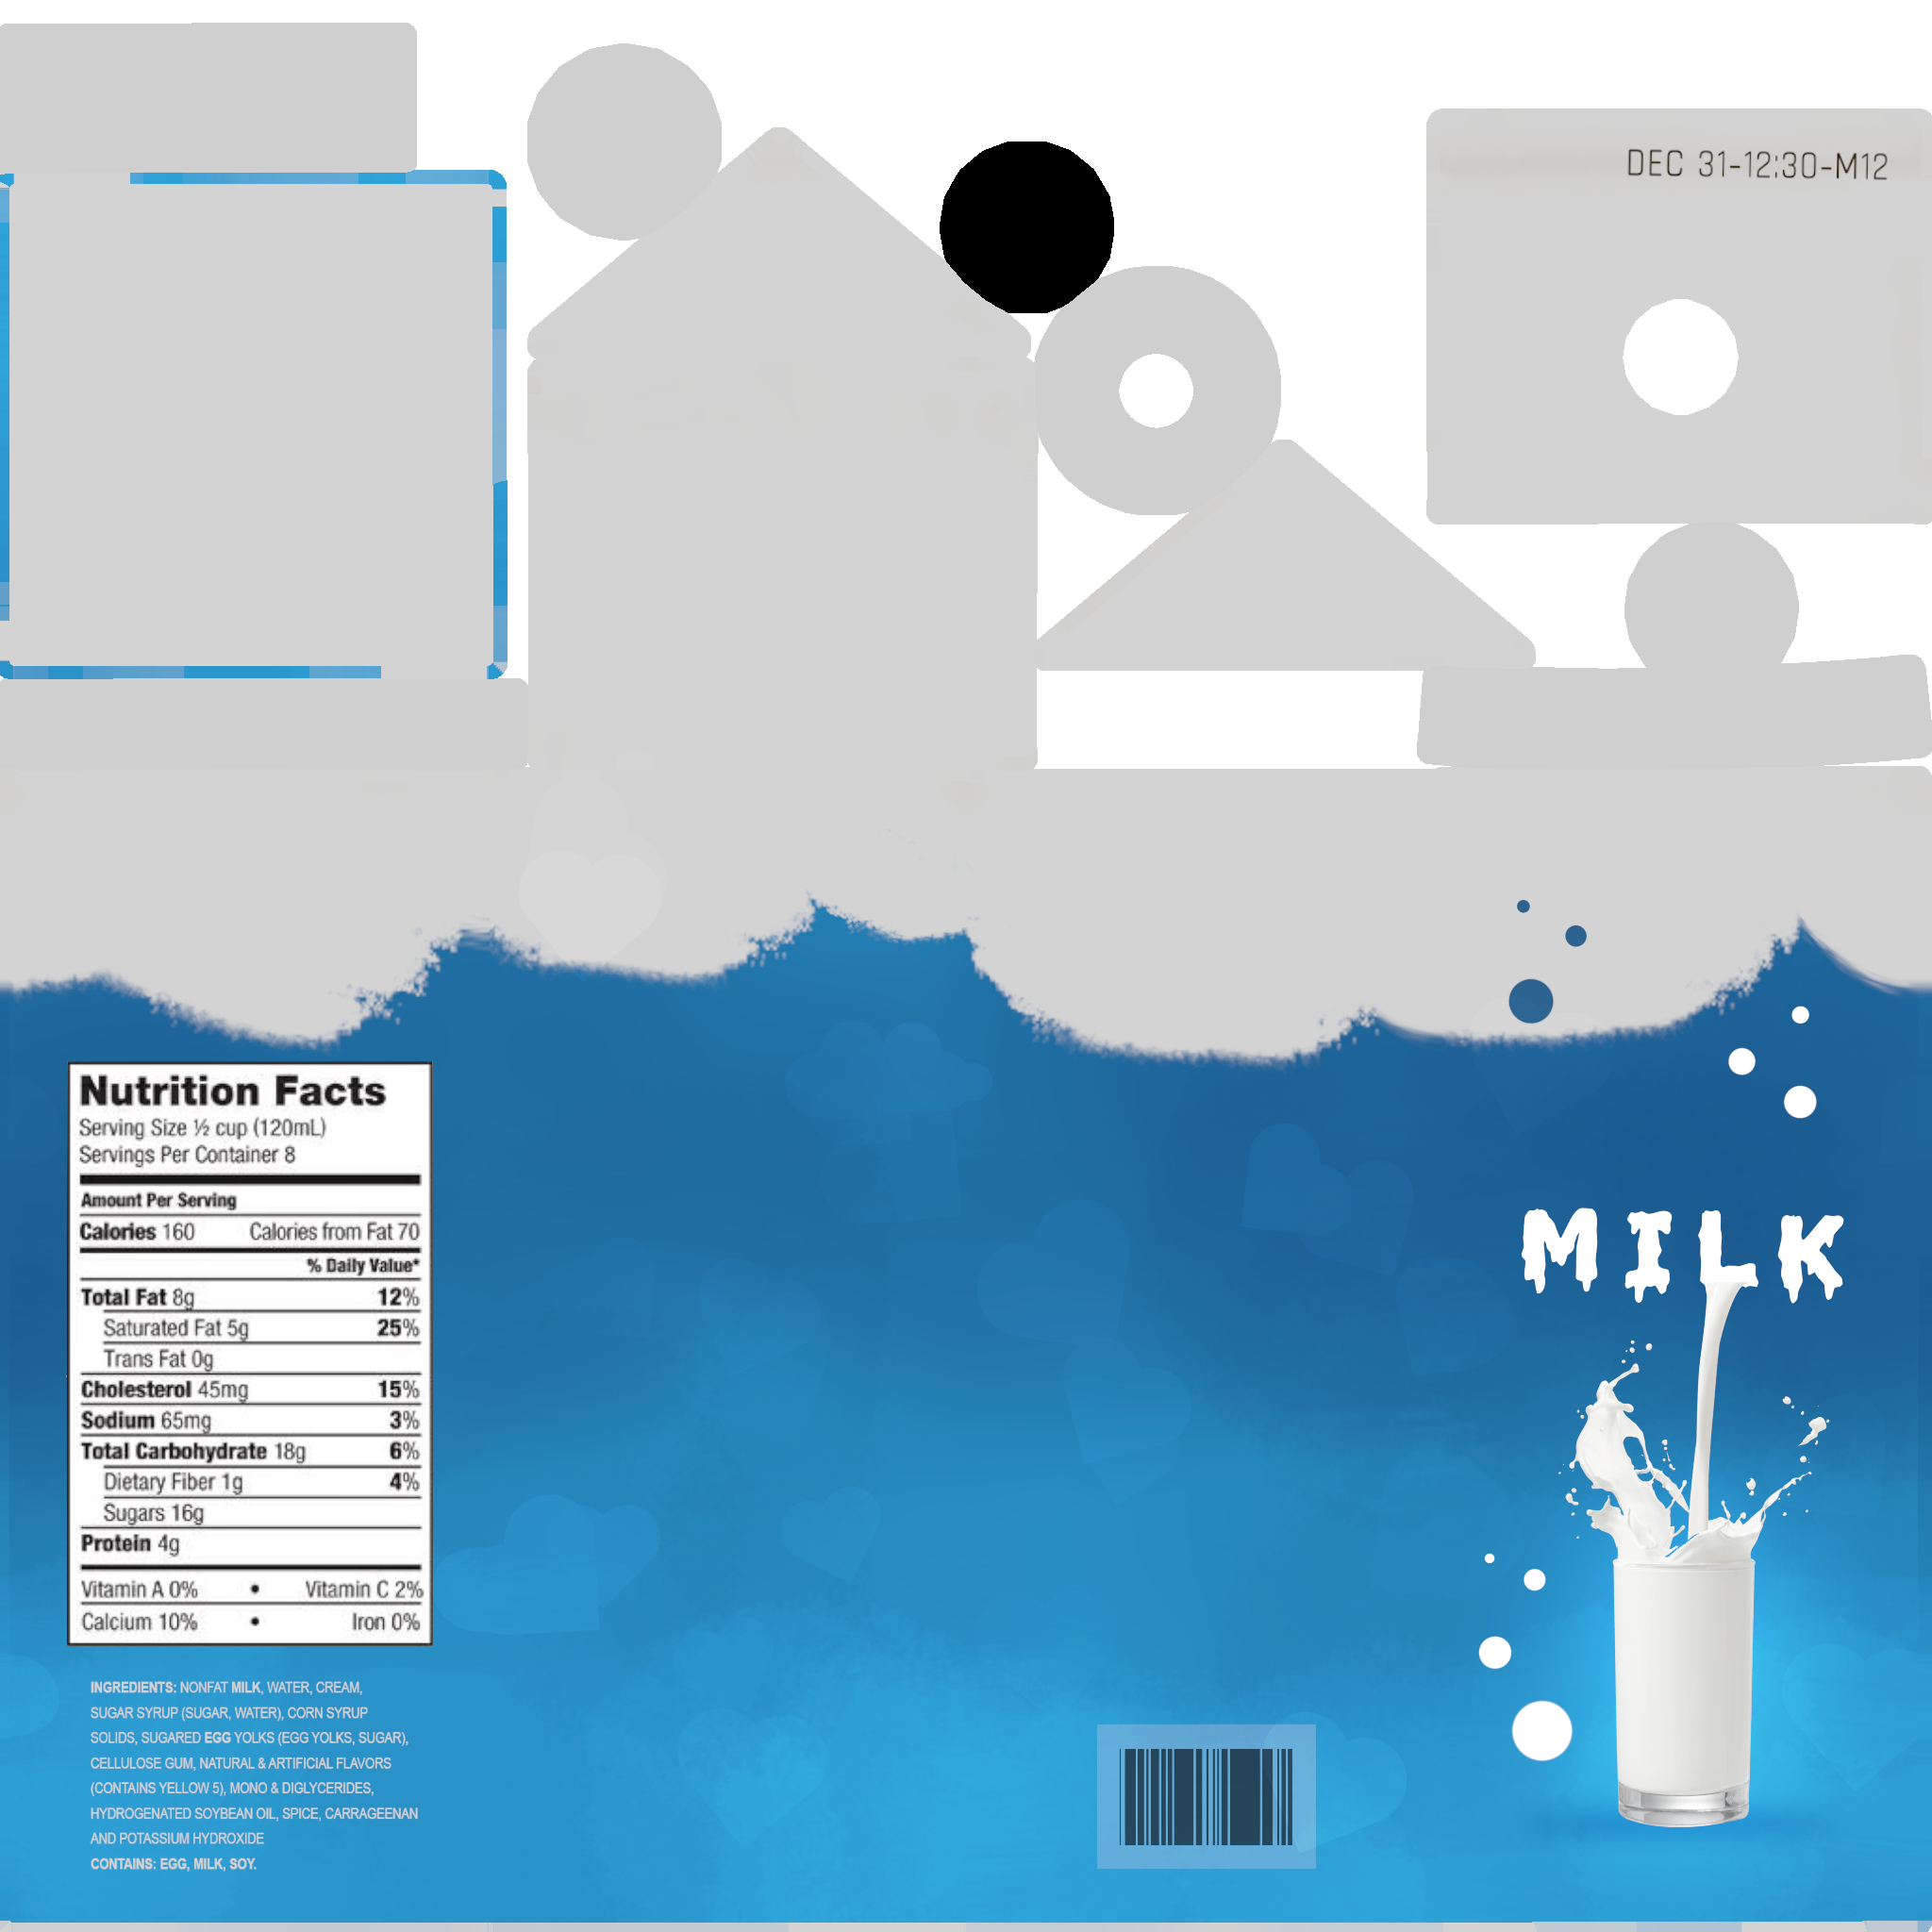 DEC 31-12:30-M12
Nutrition Facts
Serving Size ½ cup (120mL)
Servings Per Container 8
Amount Per Serving
Calories 160 Calories from Fat 70
% Daily Value*
Total Fat 8g 12%
Saturated Fat 5g 25%
Trans Fat 0g
Cholesterol 45mg 15%
Sodium 65mg 3%
Total Carbohydrate 18g 6%
Dietary Fiber 1g 4%
Sugars 16g
Protein 4g
Vitamin A 0% • Vitamin C 2%
Calcium 10% • Iron 0%
INGREDIENTS: NONFAT MILK, WATER, CREAM,
SUGAR SYRUP (SUGAR, WATER), CORN SYRUP
SOLIDS, SUGARED EGG YOLKS (EGG YOLKS, SUGAR),
CELLULOSE GUM, NATURAL & ARTIFICIAL FLAVORS
(CONTAINS YELLOW 5), MONO & DIGLYCERIDES,
HYDROGENATED SOYBEAN OIL, SPICE, CARRAGEENAN
AND POTASSIUM HYDROXIDE
CONTAINS: EGG, MILK, SOY.
MILK